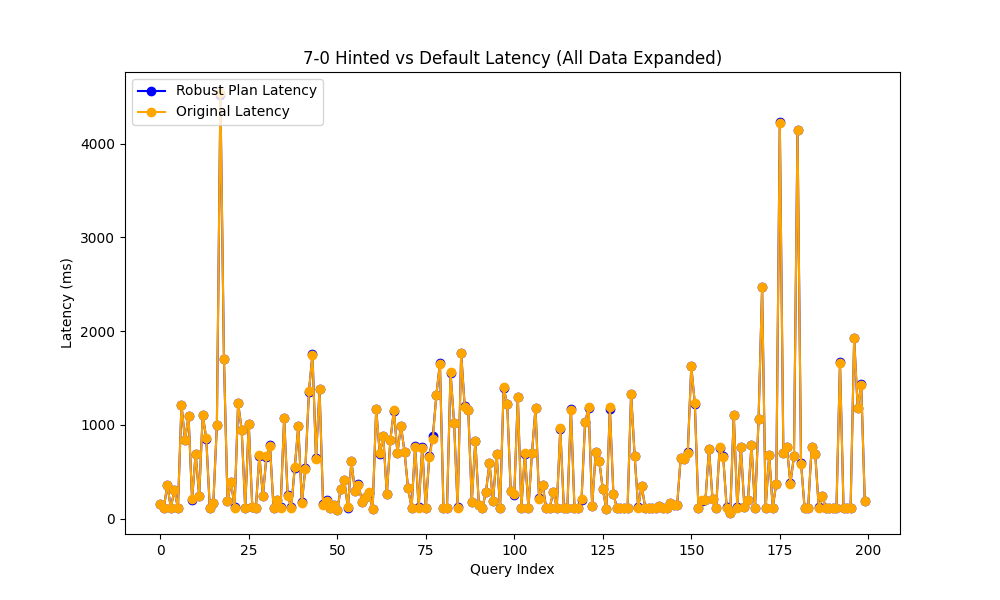 7-0 Hinted vs Default Latency (All Data Expanded)
Robust Plan Latency
Original Latency
Latency (ms)
4000
3000
2000
1000
0
0 25 50 75 100 125 150 175 200
Query Index